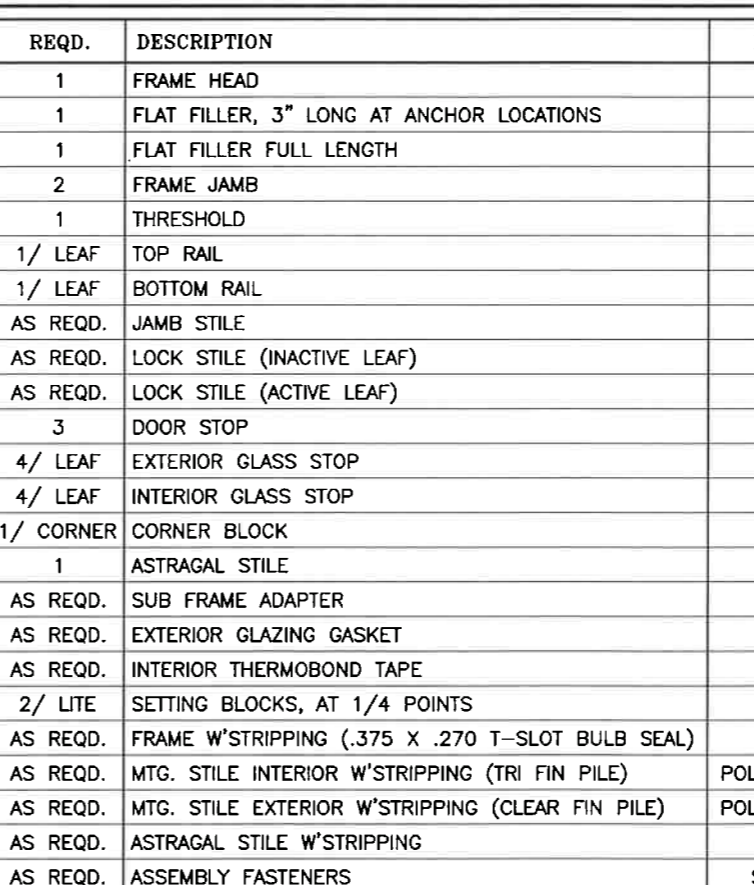 REQD. DESCRIPTION
1 FRAME HEAD
1 FLAT FILLER, 3" LONG AT ANCHOR LOCATIONS
1 FLAT FILLER FULL LENGTH
2 FRAME JAMB
1 THRESHOLD
1/ LEAF TOP RAIL
1/ LEAF BOTTOM RAIL
AS REQD. JAMB STILE
AS REQD. LOCK STILE (INACTIVE LEAF)
AS REQD. LOCK STILE (ACTIVE LEAF)
3 DOOR STOP
4/ LEAF EXTERIOR GLASS STOP
4/ LEAF INTERIOR GLASS STOP
1/ CORNER CORNER BLOCK
1 ASTRAGAL STILE
AS REQD. SUB FRAME ADAPTER
AS REQD. EXTERIOR GLAZING GASKET
AS REQD. INTERIOR THERMOBOND TAPE
2/ LITE SETTING BLOCKS, AT 1/4 POINTS
AS REQD. FRAME W'STRIPPING (.375 X .270 T-SLOT BULB SEAL)
AS REQD. MTG. STILE INTERIOR W'STRIPPING (TRI FIN PILE) POL
AS REQD. MTG. STILE EXTERIOR W'STRIPPING (CLEAR FIN PILE) POL
AS REQD. ASTRAGAL STILE W'STRIPPING
AS REQD. ASSEMBLY FASTENERS